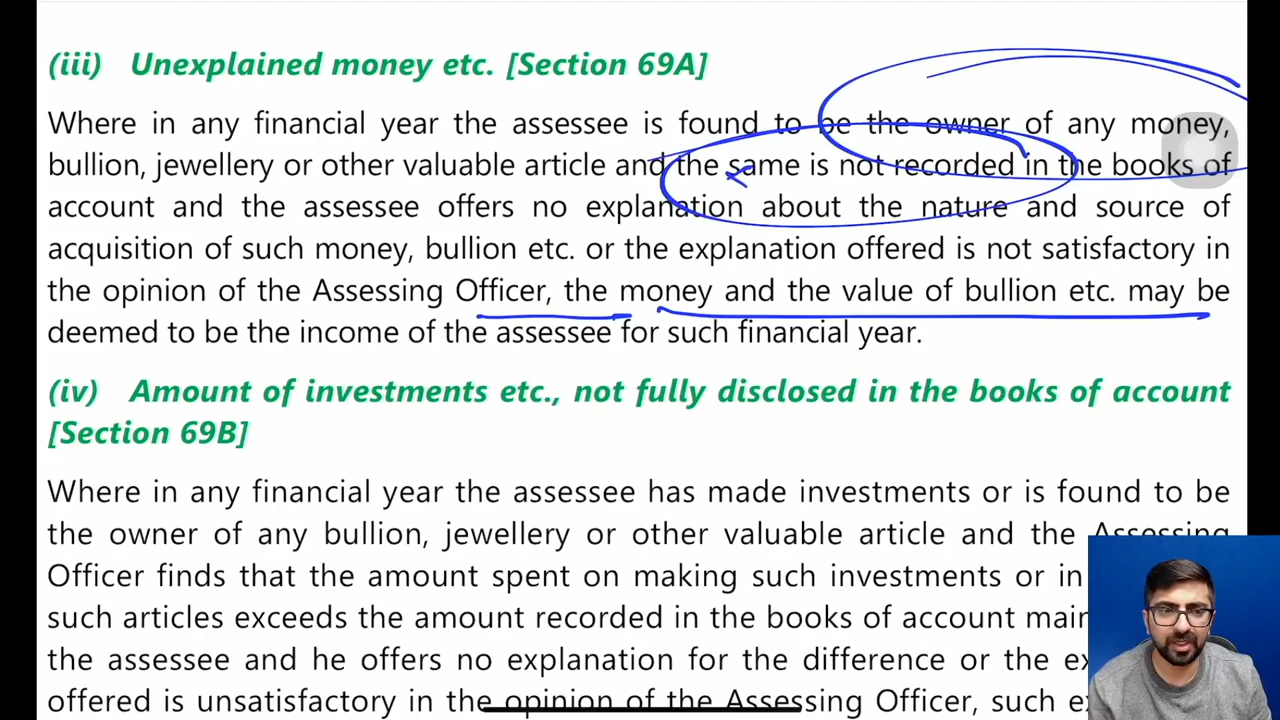 (iii) Unexplained money etc. [Section 69A]
Where in any financial year the assessee is found to be the owner of any money,
bullion, jewellery or other valuable article and the same is not recorded in the books of
account and the assessee offers no explanation about the nature and source of
acquisition of such money, bullion etc. or the explanation offered is not satisfactory in
the opinion of the Assessing Officer, the money and the value of bullion etc. may be
deemed to be the income of the assessee for such financial year.
(iv) Amount of investments etc., not fully disclosed in the books of account
[Section 69B]
Where in any financial year the assessee has made investments or is found to be
the owner of any bullion, jewellery or other valuable article and the Assessing
Officer finds that the amount spent on making such investments or in
such articles exceeds the amount recorded in the books of account
the assessee and he offers no explanation for the difference or the
offered is unsatisfactory in the opinion of the Assessing Officer, such